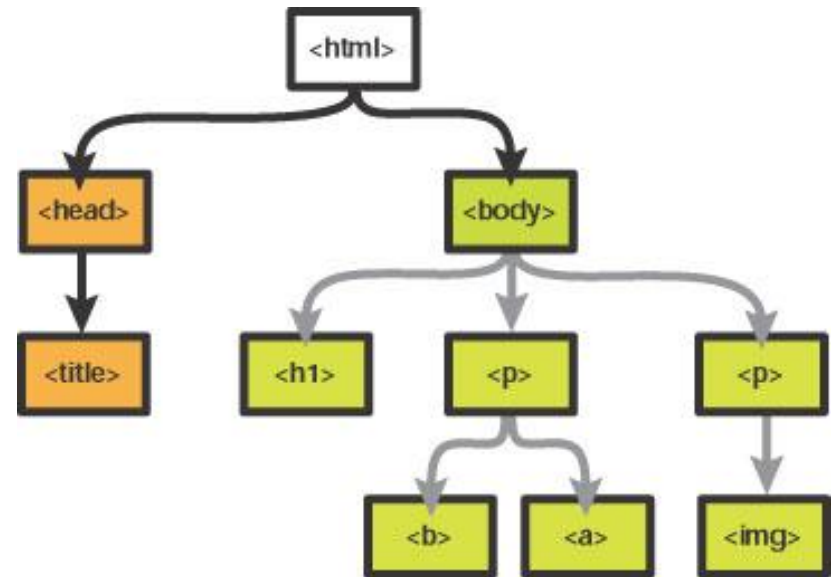 <html>
<head>
<body>
<title>
<h1>
<p>
<p>
<b>
<a>
<img>